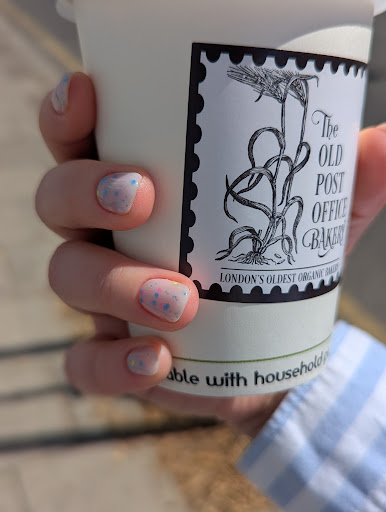 The
OLD
POST
OFFICE
BAKERY
LONDON'S OLDEST ORGANIC BAKERY
able with household